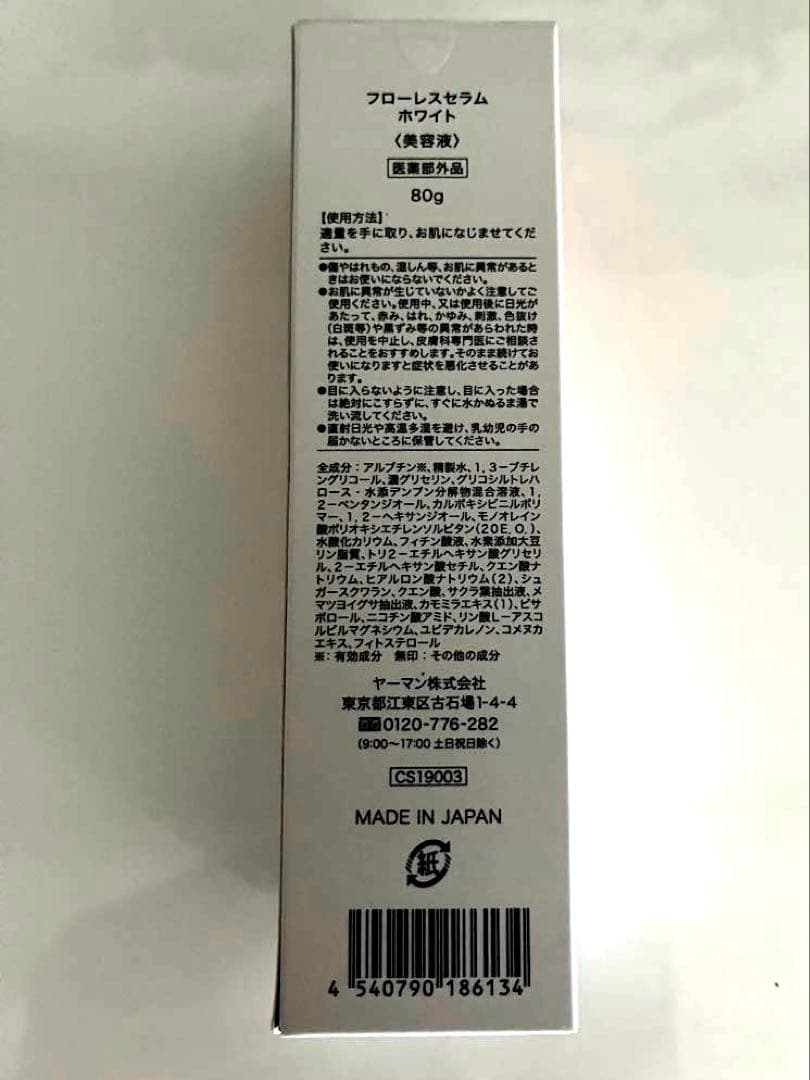 フローレスセラム
ホワイト
〈美容液〉
医薬部外品
80g
【使用方法】
適量を手に取り、お肌になじませてくだ
さい。
●傷やはれもの、湿しん等、お肌に異常があると
きはお使いにならないでください。
●お肌に異常が生じていないかよく注意してご
使用ください。使用中、又は使用後に日光が
あたって、赤み、はれ、かゆみ、刺激、色抜け
(白斑等)や黒ずみ等の異常があらわれた時
は、使用を中止し、皮膚科専門医にご相談さ
れることをおすすめします。そのまま続けてお
使いになりますと症状を悪化させることがあ
ります。
●目に入らないように注意し、目に入った場合
は絶対にこすらずに、すぐに水かぬるま湯で
洗い流してください。
●直射日光や高温多湿を避け、乳幼児の手の
届かないところに保管してください。
全成分：アルブチン※、精製水、1，3－ブチレ
ングリコール、濃グリセリン、グリコシルトレハ
ロース・水添デンプン分解物混合溶液、1，
2－ペンタンジオール、カルボキシビニルポリ
マー、1，2－ヘキサンジオール、モノオレイン
酸ポリオキシエチレンソルビタン(20E.O.)、
水酸化カリウム、フィチン酸液、水素添加大豆
リン脂質、トリ2－エチルヘキサン酸グリセリ
ル、2－エチルヘキサン酸セチル、クエン酸ナ
トリウム、ヒアルロン酸ナトリウム(2)、シュ
ガースクワラン、クエン酸、サクラ葉抽出液、メ
マツヨイグサ抽出液、カモミラエキス(1)、ビサ
ボロール、ニコチン酸アミド、リン酸L－アスコ
ルビルマグネシウム、ユビデカレノン、コメヌカ
エキス、フィトステロール
※：有効成分　無印：その他の成分
ヤーマン株式会社
東京都江東区古石場1-4-4
0120-776-282
(9:00～17:00 土日祝日除く)
CS19003
MADE IN JAPAN
紙
4 540790 186134